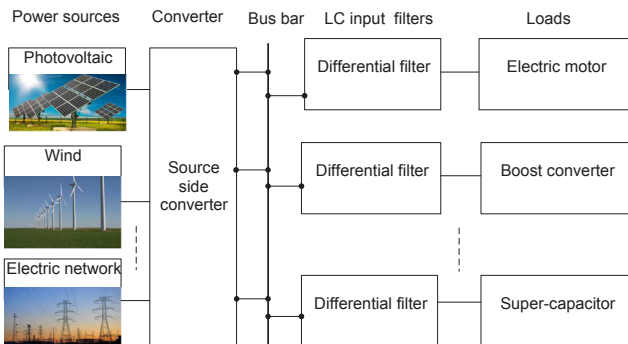 Power sources
Converter
Bus bar
LC input filters
Loads
Photovoltaic
Differential filter
Electric motor
Wind
Source
side
converter
Differential filter
Boost converter
Electric network
Differential filter
Super-capacitor